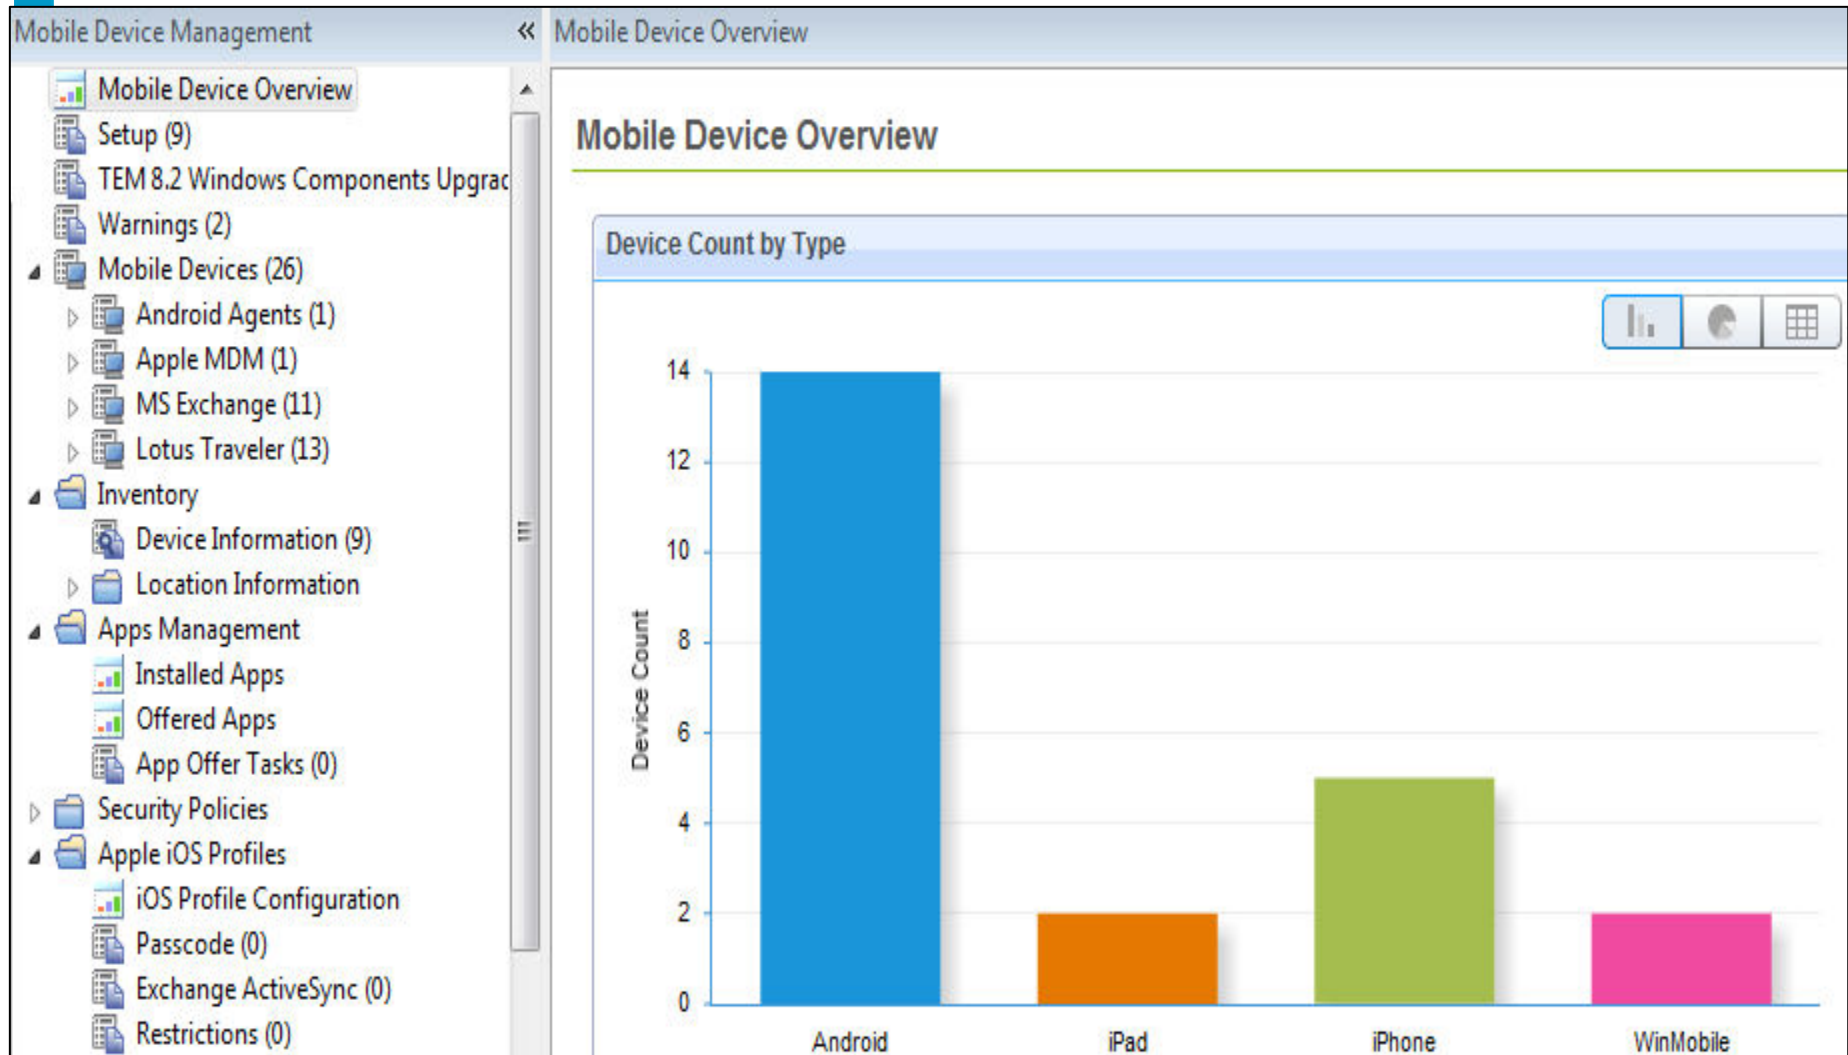 Mobile Device Management
Mobile Device Overview
Setup (9)
TEM 8.2 Windows Components Upgrac
Warnings (2)
Mobile Devices (26)
Android Agents (1)
Apple MDM (1)
MS Exchange (11)
Lotus Traveler (13)
Inventory
Device Information (9)
Location Information
Apps Management
Installed Apps
Offered Apps
App Offer Tasks (0)
Security Policies
Apple iOS Profiles
iOS Profile Configuration
Passcode (0)
Exchange ActiveSync (0)
Restrictions (0)
Mobile Device Overview
Mobile Device Overview
Device Count by Type
Device Count
14
12
10
8
6
4
2
0
Android iPad iPhone WinMobile